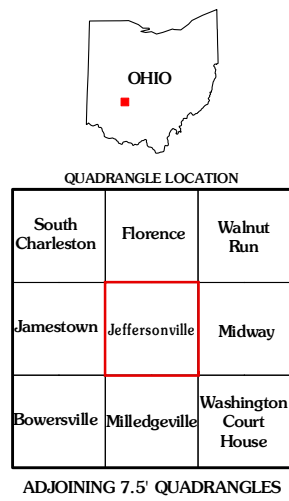 OHIO
QUADRANGLE LOCATION
South
Charleston
Florence
Walnut
Run
Jamestown
Jeffersonville
Midway
Bowersville
Milledgeville
Washington
Court
House
ADJOINING 7.5' QUADRANGLES